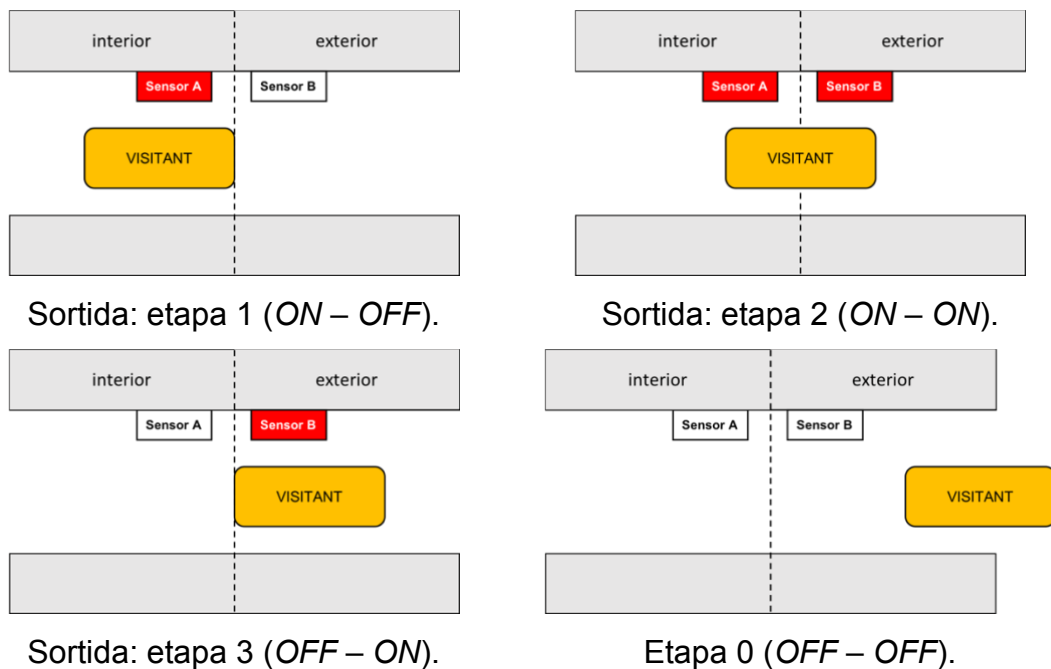 interior exterior
Sensor A Sensor B
VISITANT
Sortida: etapa 1 (ON – OFF).
interior exterior
Sensor A Sensor B
VISITANT
Sortida: etapa 2 (ON – ON).
interior exterior
Sensor A Sensor B
VISITANT
Sortida: etapa 3 (OFF – ON).
interior exterior
Sensor A Sensor B
VISITANT
Etapa 0 (OFF – OFF).